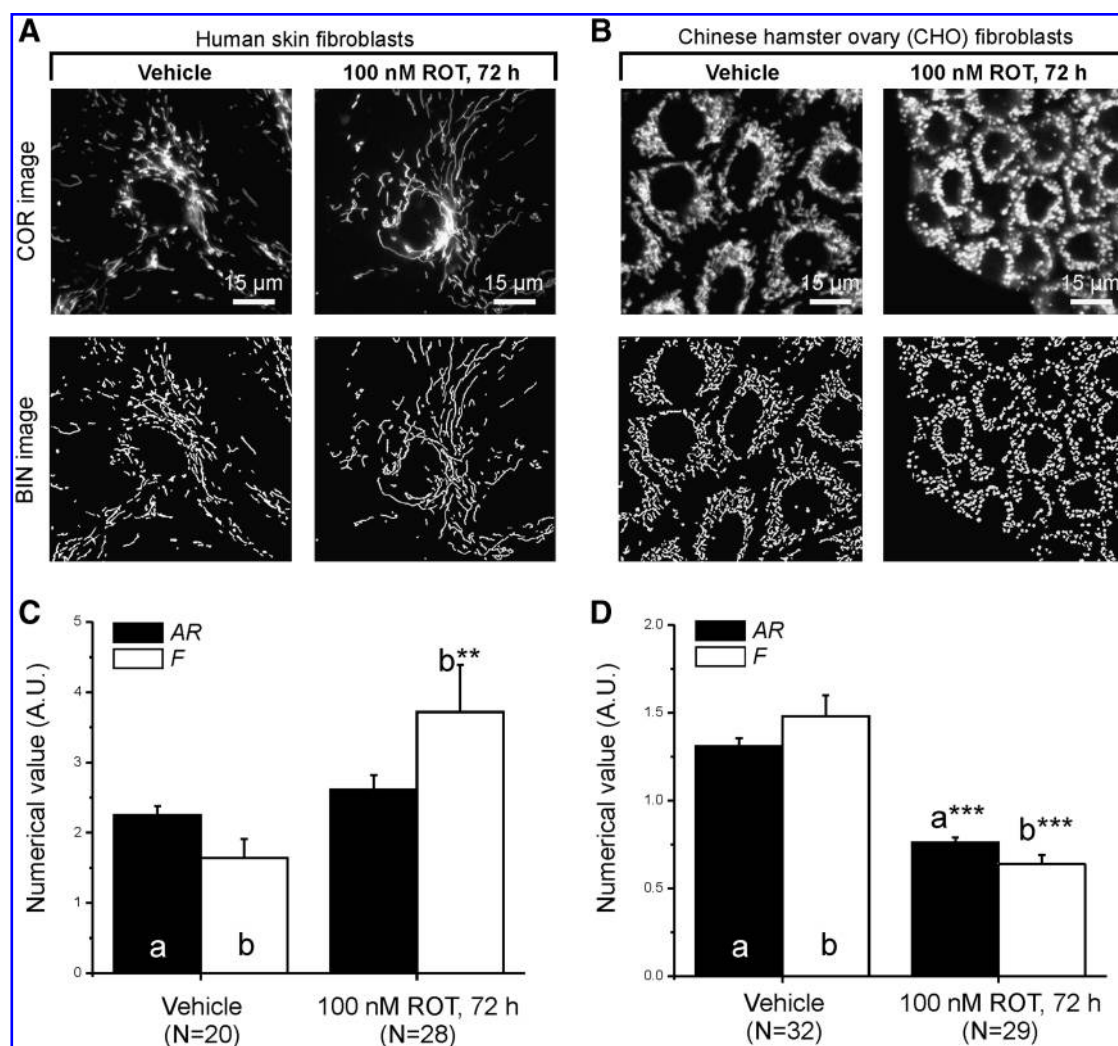 A
Human skin fibroblasts
Vehicle
100 nM ROT, 72 h
COR image
15 µm
15 µm
BIN image
B
Chinese hamster ovary (CHO) fibroblasts
Vehicle
100 nM ROT, 72 h
15 µm
15 µm
C
AR
F
Numerical value (A.U.)
5
4
3
2
1
0
a
b
b**
Vehicle
(N=20)
100 nM ROT, 72 h
(N=28)
D
AR
F
Numerical value (A.U.)
2.0
1.5
1.0
0.5
0.0
a
b
a***
b***
Vehicle
(N=32)
100 nM ROT, 72 h
(N=29)